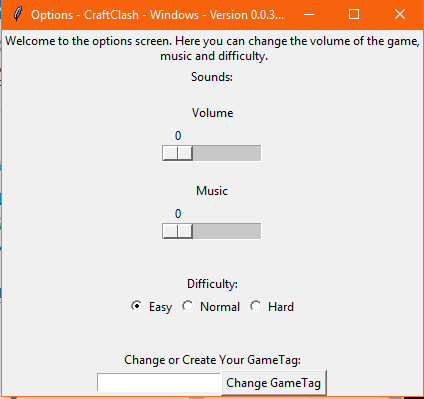 Options - CraftClash - Windows - Version 0.0.3...
Welcome to the options screen. Here you can change the volume of the game,
music and difficulty.
Sounds:
Volume
0
Music
0
Difficulty:
Easy Normal Hard
Change or Create Your GameTag:
Change GameTag